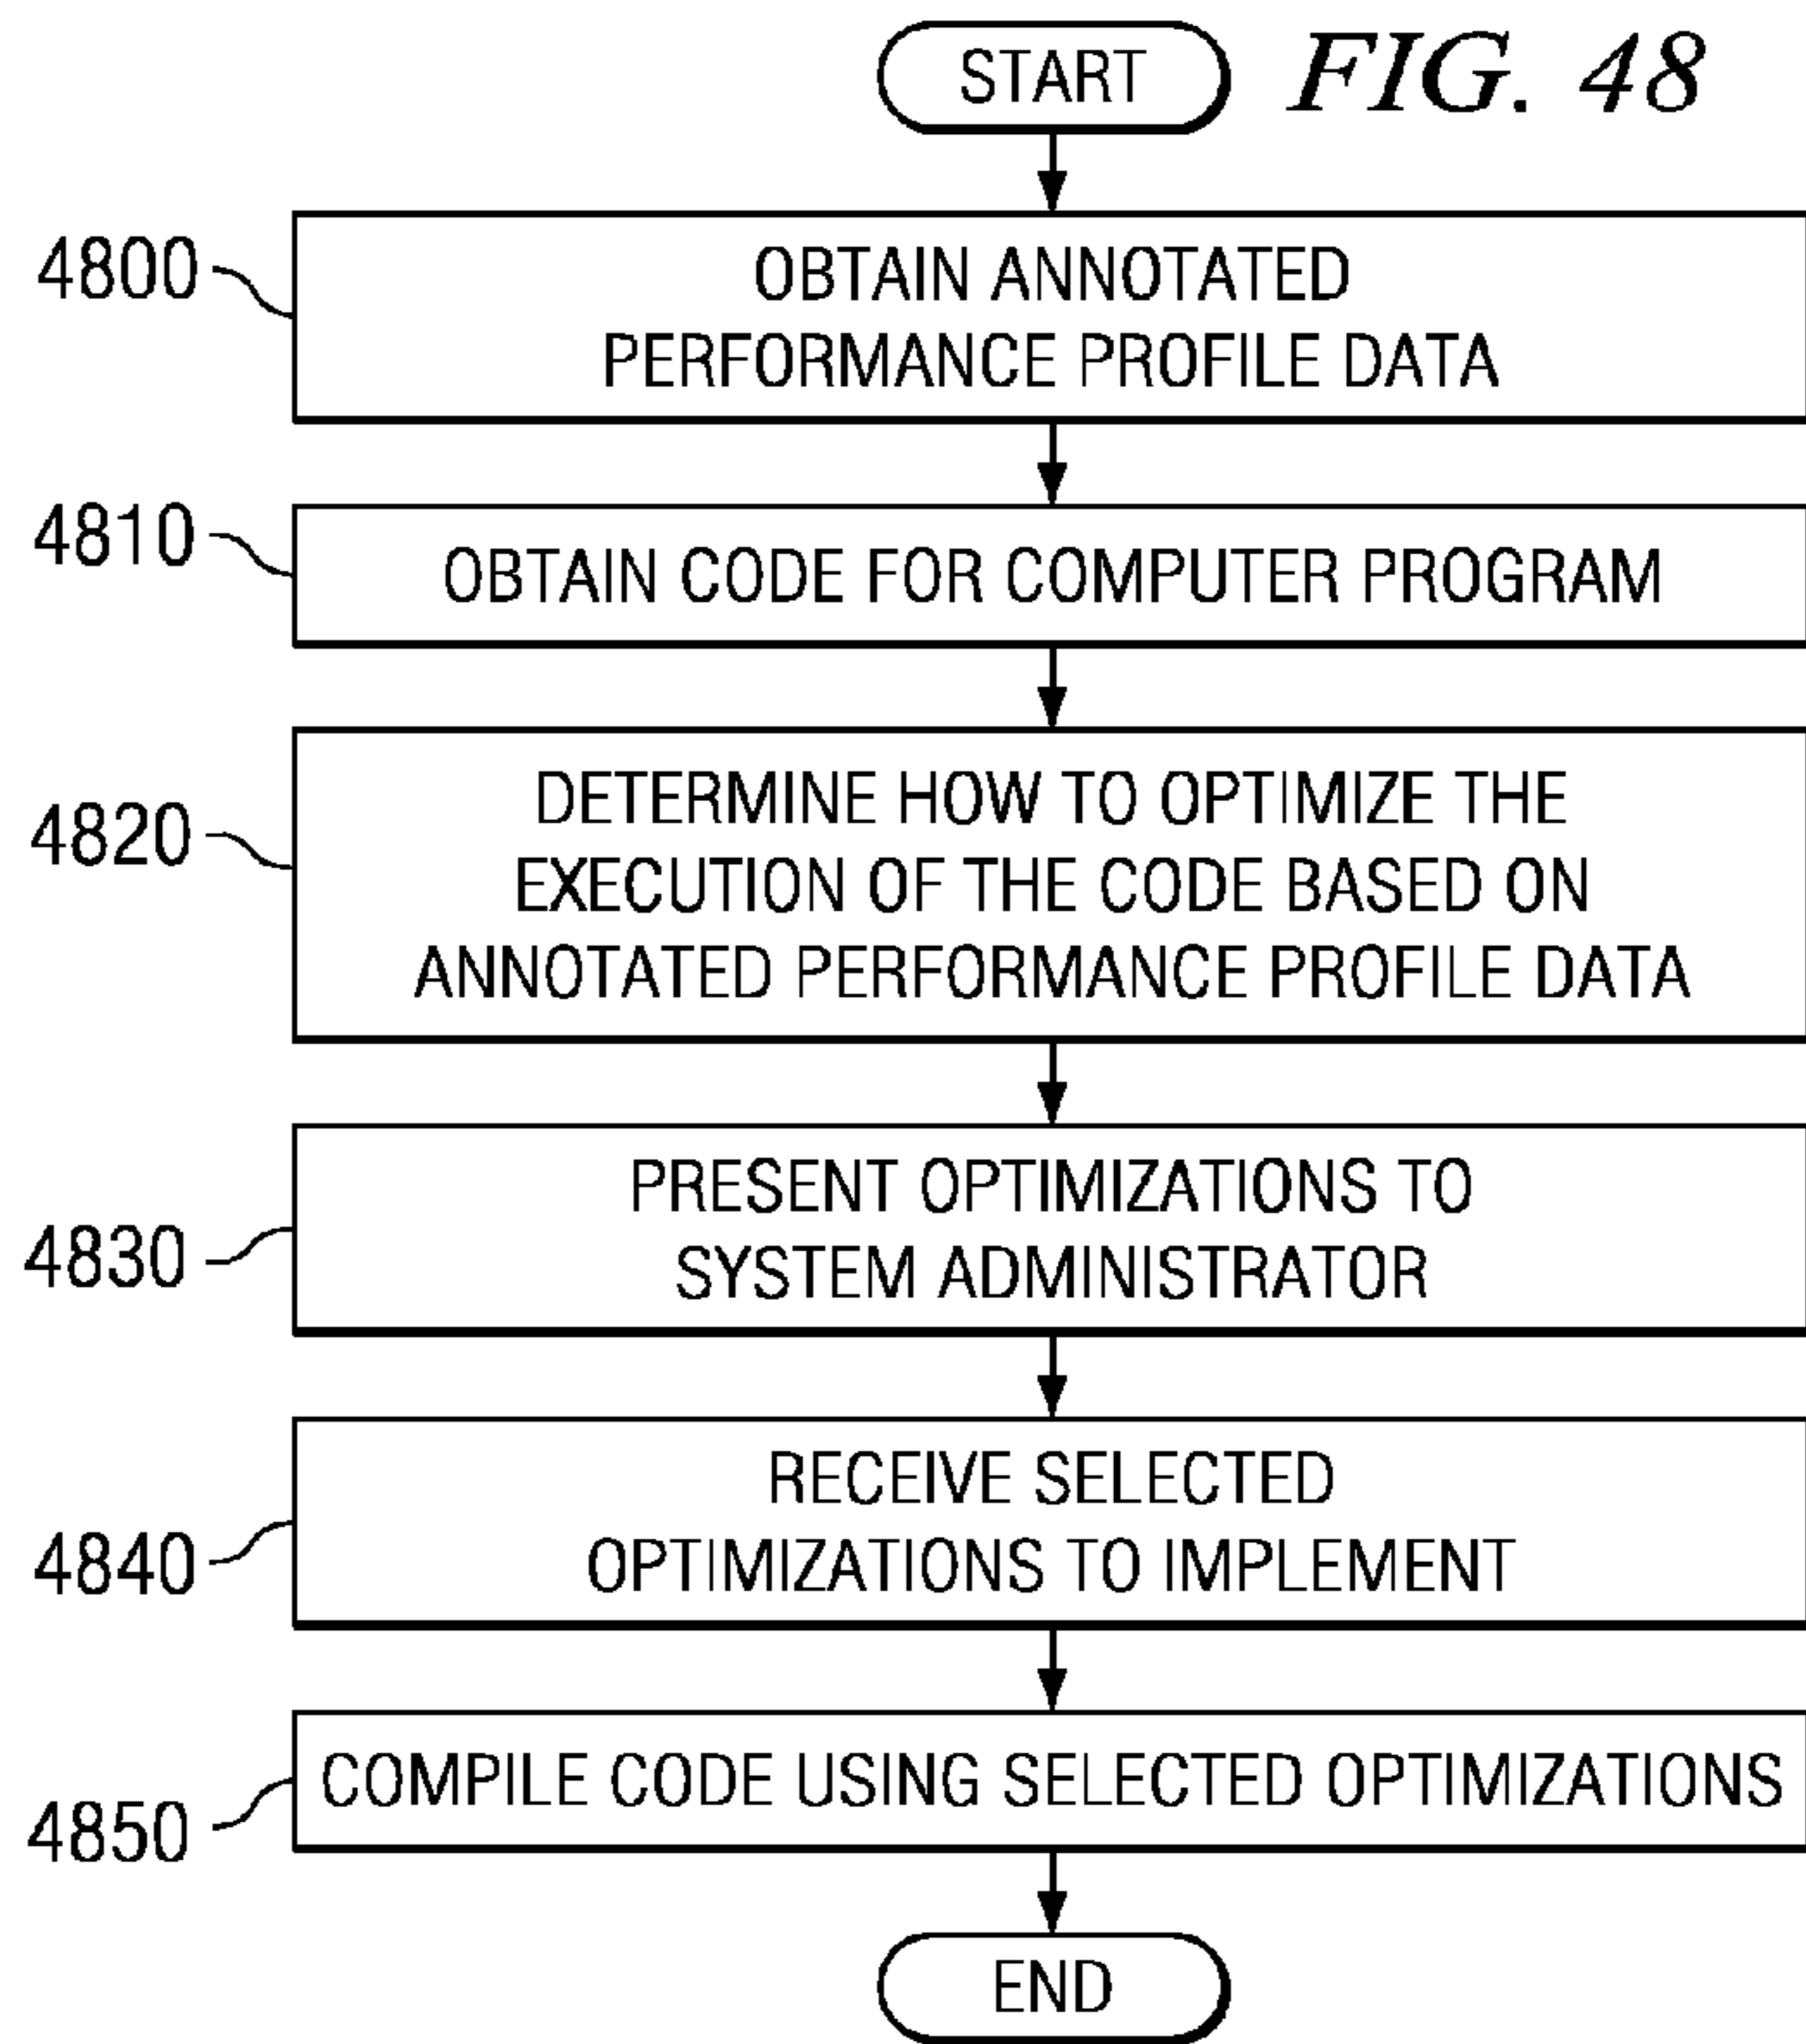 START
FIG. 48
4800
OBTAIN ANNOTATED
PERFORMANCE PROFILE DATA
4810
OBTAIN CODE FOR COMPUTER PROGRAM
4820
DETERMINE HOW TO OPTIMIZE THE
EXECUTION OF THE CODE BASED ON
ANNOTATED PERFORMANCE PROFILE DATA
4830
PRESENT OPTIMIZATIONS TO
SYSTEM ADMINISTRATOR
4840
RECEIVE SELECTED
OPTIMIZATIONS TO IMPLEMENT
4850
COMPILE CODE USING SELECTED OPTIMIZATIONS
END